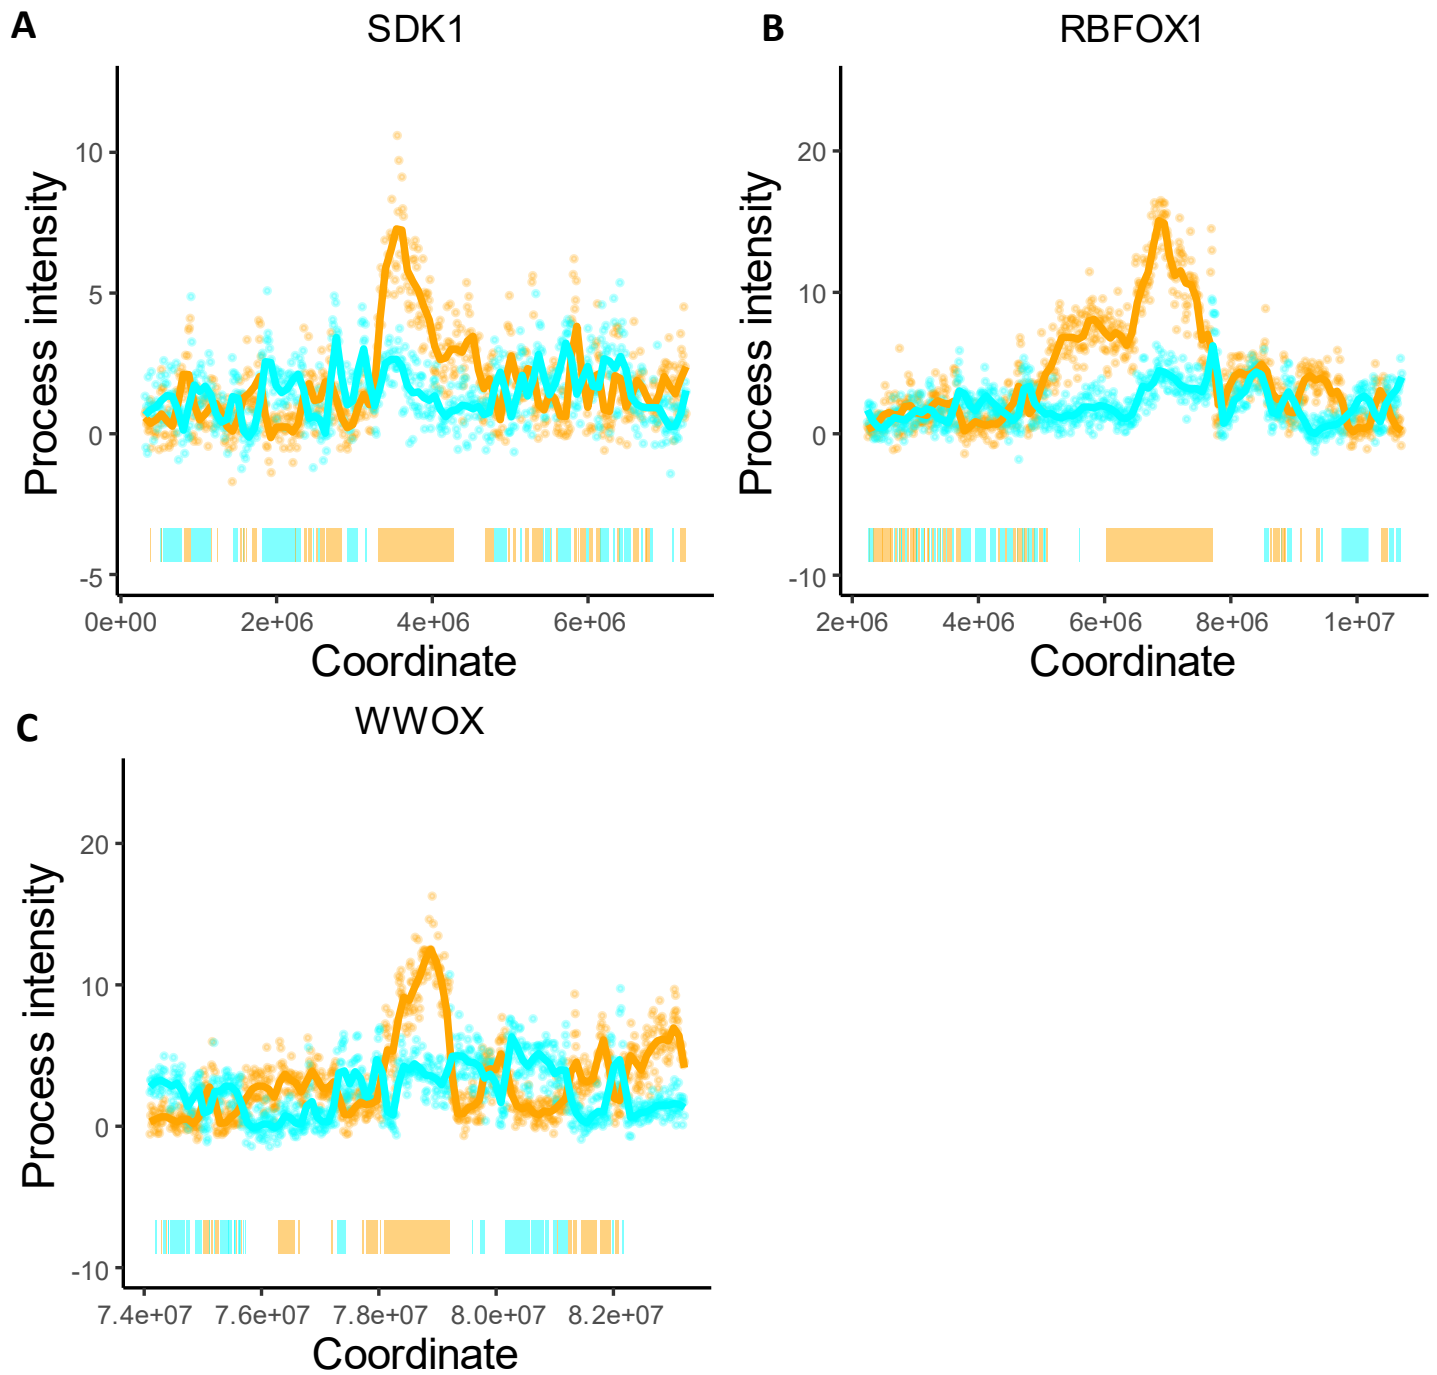 A
SDK1
Process intensity
10
5
0
-5
0e+00 2e+06 4e+06 6e+06
Coordinate
B
RBFOX1
Process intensity
20
10
0
-10
2e+06 4e+06 6e+06 8e+06 1e+07
Coordinate
C
WWOX
Process intensity
20
10
0
-10
7.4e+07 7.6e+07 7.8e+07 8.0e+07 8.2e+07
Coordinate